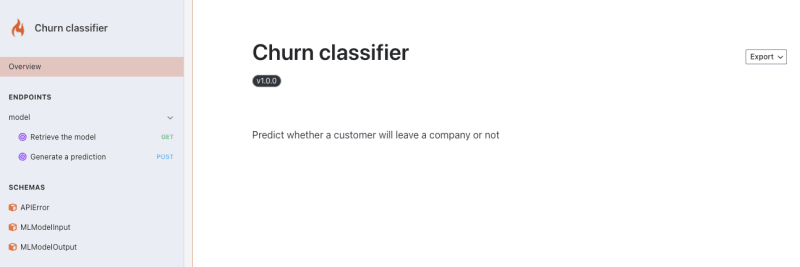 Churn classifier
Overview
ENDPOINTS
model
Retrieve the model GET
Generate a prediction POST
SCHEMAS
APIError
MLModelInput
MLModelOutput
Churn classifier
Export
v1.0.0
Predict whether a customer will leave a company or not